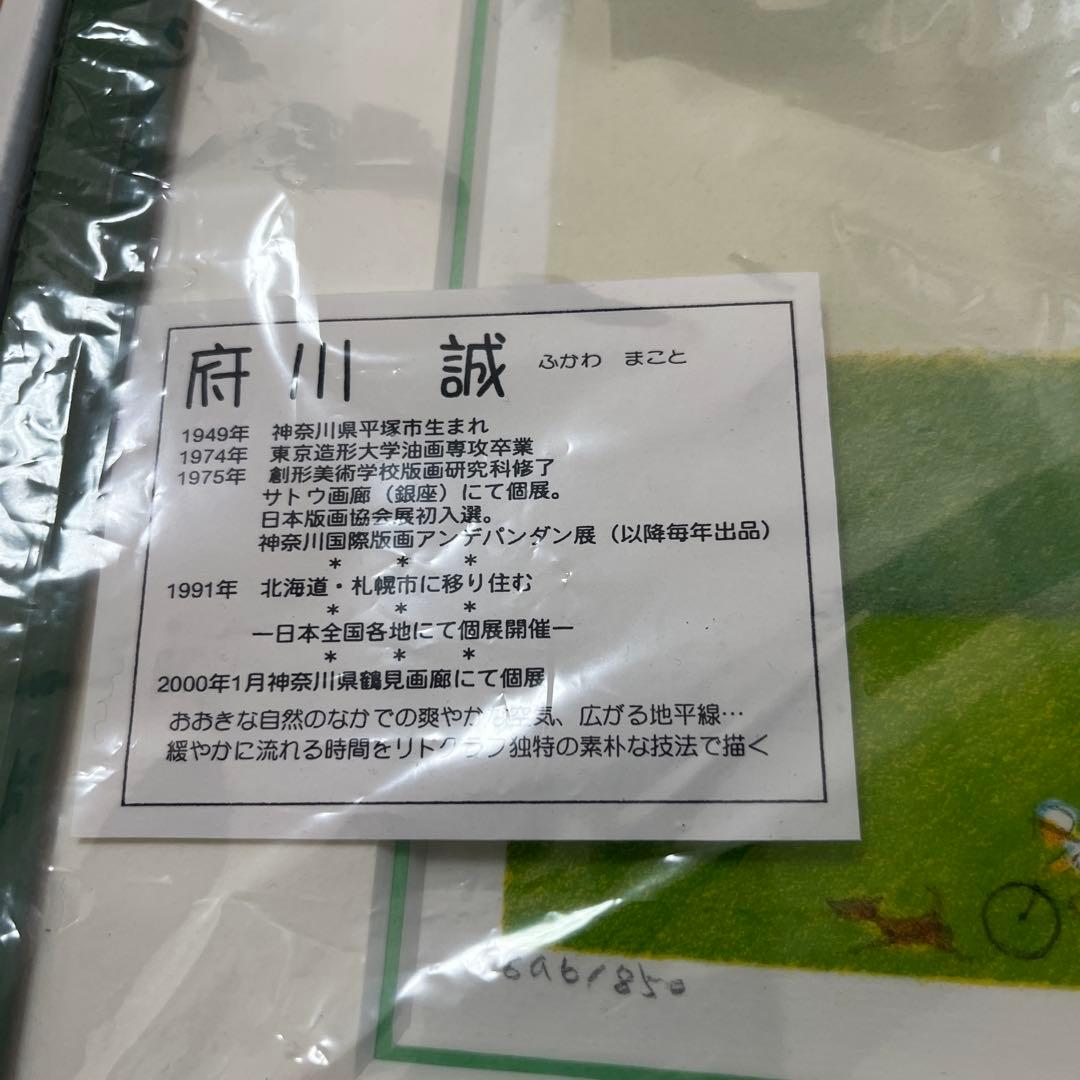 府川 誠 ふかわ まこと
1949年 神奈川県平塚市生まれ
1974年 東京造形大学油画専攻卒業
1975年 創形美術学校版画研究科修了
サトウ画廊（銀座）にて個展。
日本版画協会展初入選。
神奈川国際版画アンデパンダン展（以降毎年出品）
* * *
1991年 北海道・札幌市に移り住む
* * *
ー日本全国各地にて個展開催ー
* * *
2000年1月神奈川県鶴見画廊にて個展
おおきな自然のなかでの爽やかな空気、広がる地平線…
緩やかに流れる時間をリトグラフ独特の素朴な技法で描く